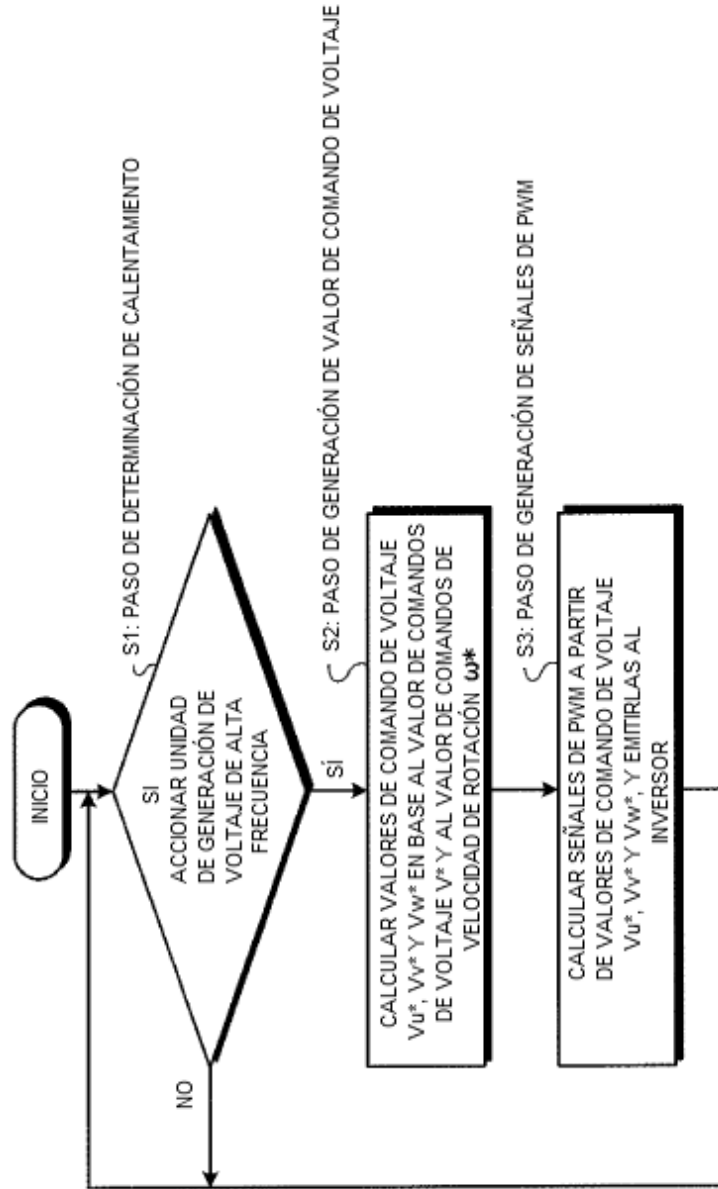 INICIO
S1: PASO DE DETERMINACIÓN DE CALENTAMIENTO
SI
ACCIONAR UNIDAD
DE GENERACIÓN DE
VOLTAJE DE ALTA
FRECUENCIA
NO
SÍ
S2: PASO DE GENERACIÓN DE VALOR DE COMANDO DE VOLTAJE
CALCULAR VALORES DE COMANDO DE VOLTAJE
Vu*, Vv* Y Vw* EN BASE AL VALOR DE COMANDOS
DE VOLTAJE V* Y AL VALOR DE COMANDOS DE
VELOCIDAD DE ROTACIÓN ω*
S3: PASO DE GENERACIÓN DE SEÑALES DE PWM
CALCULAR SEÑALES DE PWM A PARTIR
DE VALORES DE COMANDO DE VOLTAJE
Vu*, Vv* Y Vw*, Y EMITIRLAS AL
INVERSOR